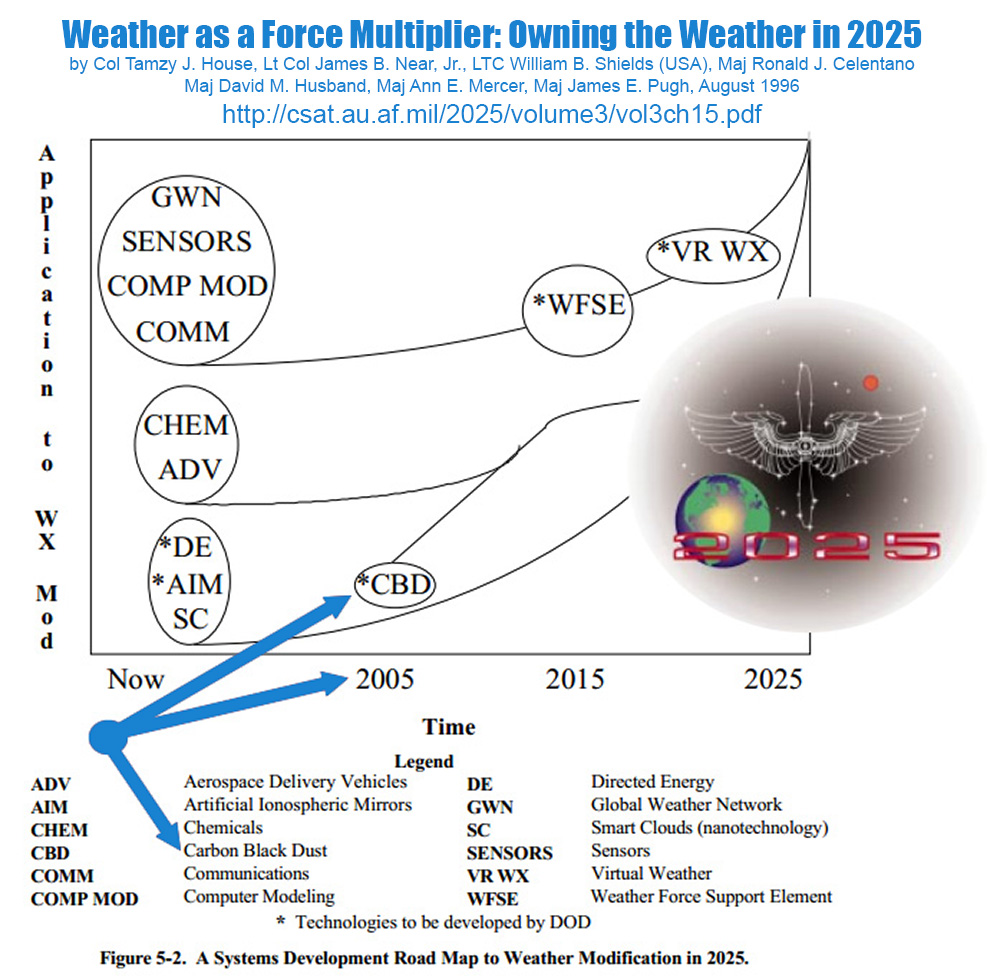 Weather as a Force Multiplier: Owning the Weather in 2025
by Col Tamzy J. House, Lt Col James B. Near, Jr., LTC William B. Shields (USA), Maj Ronald J. Celentano
Maj David M. Husband, Maj Ann E. Mercer, Maj James E. Pugh, August 1996
http://csat.au.af.mil/2025/volume3/vol3ch15.pdf
Application to WX Mod
GWN
SENSORS
COMP MOD
COMM
*WFSE
*VR WX
CHEM
ADV
*DE
*AIM
SC
*CBD
2025
Now 2005 2015 2025
Time
Legend
ADV Aerospace Delivery Vehicles DE Directed Energy
AIM Artificial Ionospheric Mirrors GWN Global Weather Network
CHEM Chemicals SC Smart Clouds (nanotechnology)
CBD Carbon Black Dust SENSORS Sensors
COMM Communications VR WX Virtual Weather
COMP MOD Computer Modeling WFSE Weather Force Support Element
* Technologies to be developed by DOD
Figure 5-2. A Systems Development Road Map to Weather Modification in 2025.